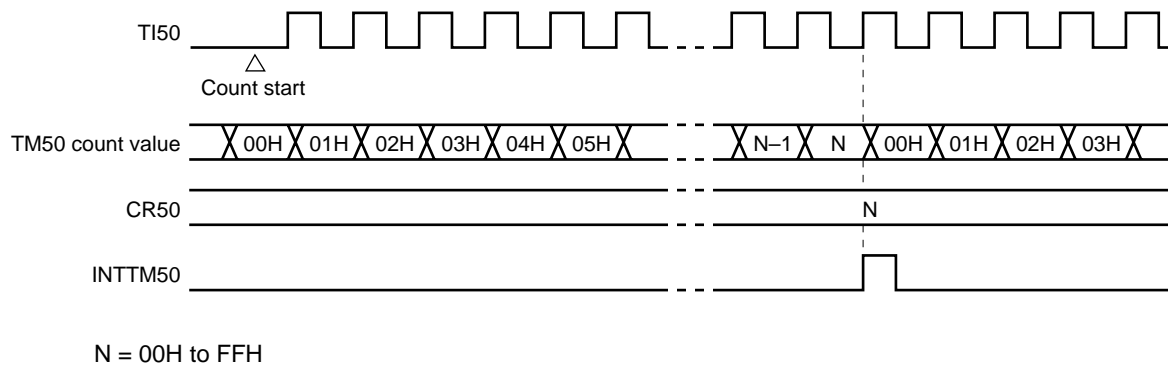 TI50
Count start
TM50 count value 00H 01H 02H 03H 04H 05H N–1 N 00H 01H 02H 03H
CR50 N
INTTM50
N = 00H to FFH